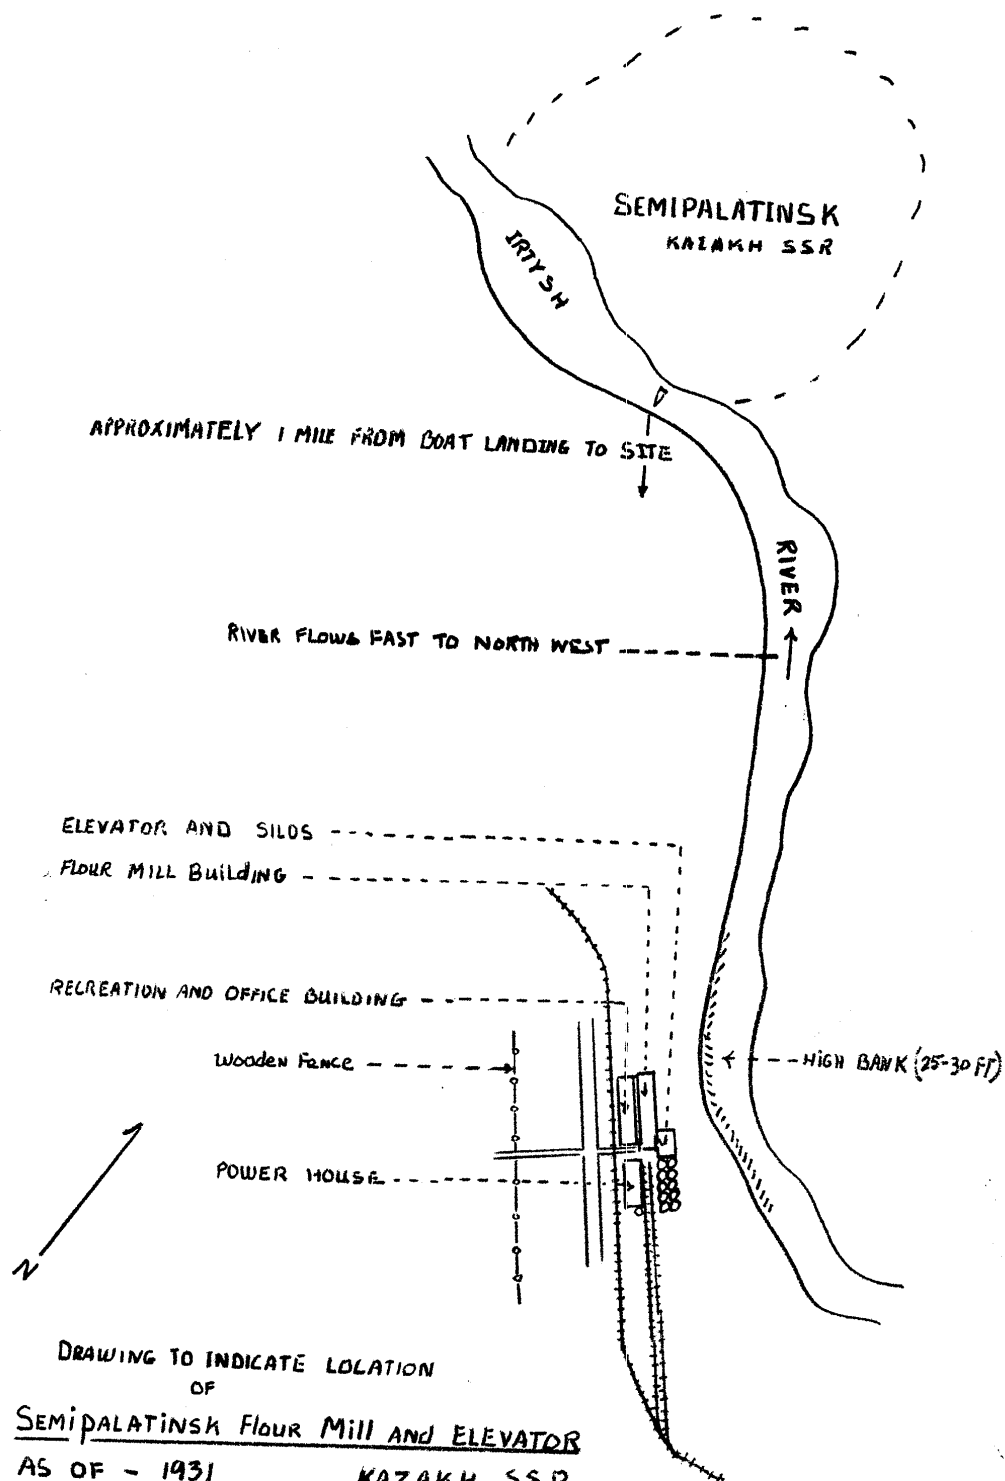 SEMIPALATINSK
KAZAKH SSR
IRTYSH
APPROXIMATELY 1 MILE FROM BOAT LANDING TO SITE
RIVER
RIVER FLOWS EAST TO NORTH WEST
ELEVATOR AND SILOS
FLOUR MILL BuildING
RECREATION AND OFFICE BUILDING
Wooden Fence
HIGH BANK (25-30 FT)
POWER HOUSE
N
DRAWING TO INDICATE LOCATION
OF
SEMIPALATINSK FLOUR MILL AND ELEVATOR
AS OF - 1931 KAZAKH SSR